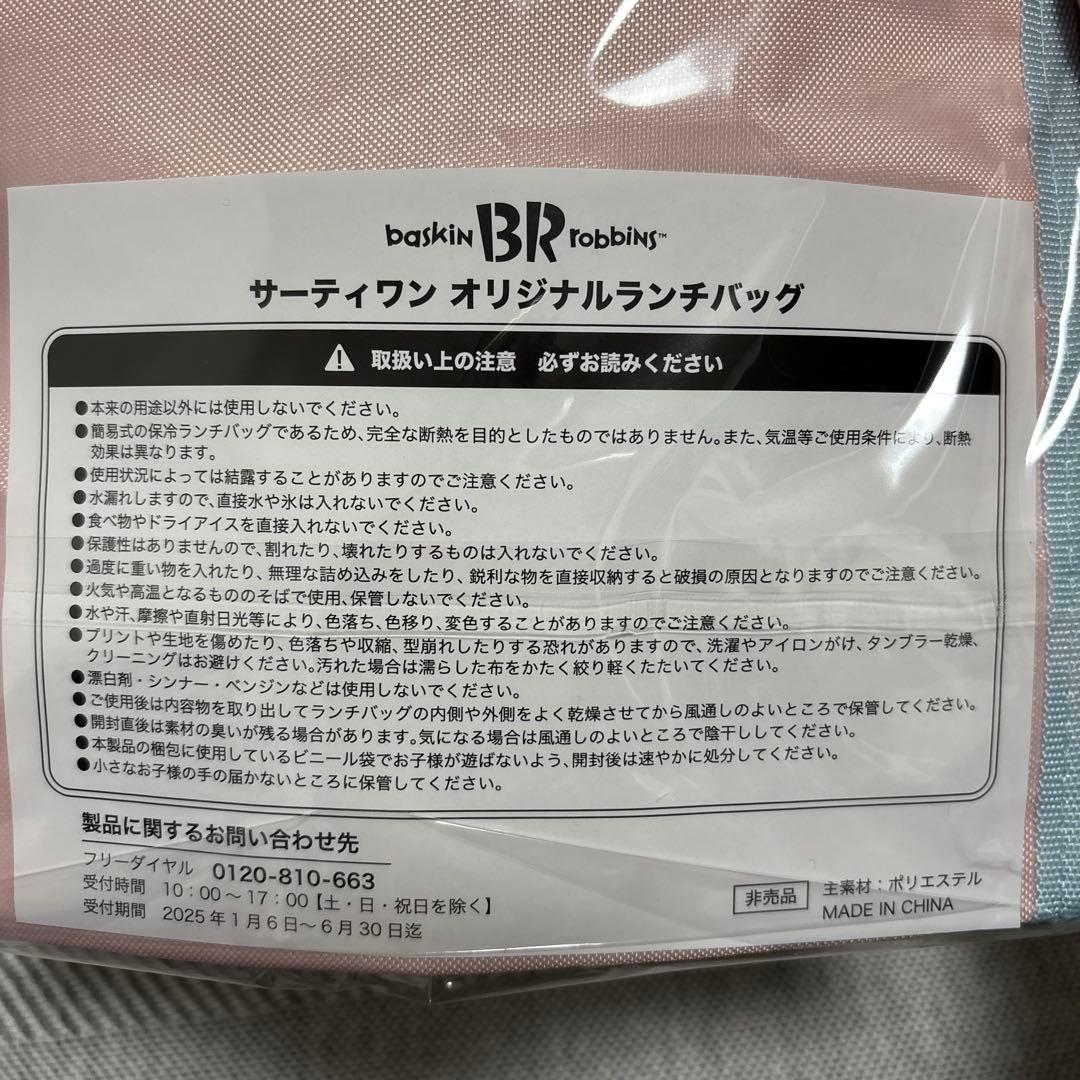 baskin BR robbins™
サーティワン オリジナルランチバッグ
取扱い上の注意 必ずお読みください
●本来の用途以外には使用しないでください。
●簡易式の保冷ランチバッグであるため、完全な断熱を目的としたものではありません。また、気温等ご使用条件により、断熱
効果は異なります。
●使用状況によっては結露することがありますのでご注意ください。
●水漏れしますので、直接水や氷は入れないでください。
●食べ物やドライアイスを直接入れないでください。
●保護性はありませんので、割れたり、壊れたりするものは入れないでください。
●過度に重い物を入れたり、無理な詰め込みをしたり、鋭利な物を直接収納すると破損の原因となりますのでご注意ください。
●火気や高温となるもののそばで使用、保管しないでください。
●水や汗、摩擦や直射日光等により、色落ち、色移り、変色することがありますのでご注意ください。
●プリントや生地を傷めたり、色落ちや収縮、型崩れしたりする恐れがありますので、洗濯やアイロンがけ、タンブラー乾燥、
クリーニングはお避けください。汚れた場合は濡らした布をかたく絞り軽くたたいてください。
●漂白剤・シンナー・ベンジンなどは使用しないでください。
●ご使用後は内容物を取り出してランチバッグの内側や外側をよく乾燥させてから風通しのよいところで保管してください。
●開封直後は素材の臭いが残る場合があります。気になる場合は風通しのよいところで陰干ししてください。
●本製品の梱包に使用しているビニール袋でお子様が遊ばないよう、開封後は速やかに処分してください。
●小さなお子様の手の届かないところに保管してください。
製品に関するお問い合わせ先
フリーダイヤル 0120-810-663
受付時間 10:00～17:00【土・日・祝日を除く】
受付期間 2025年1月6日～6月30日迄
非売品 主素材：ポリエステル
MADE IN CHINA